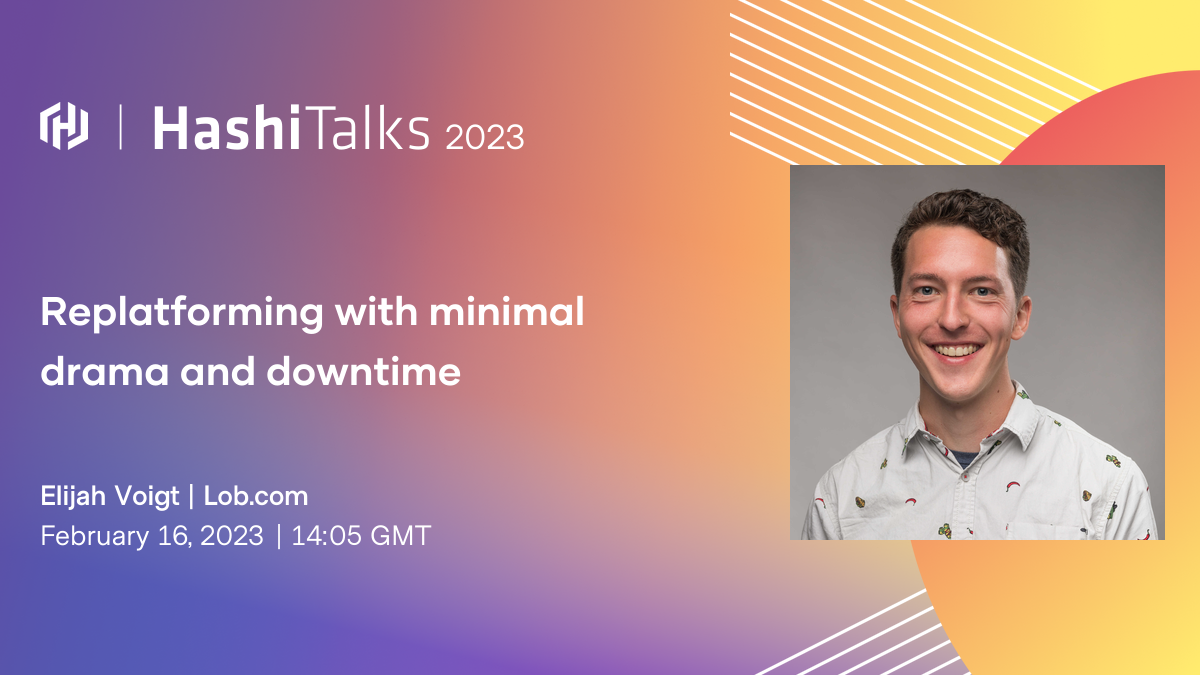 HashiTalks 2023
Replatforming with minimal
drama and downtime
Elijah Voigt | Lob.com
February 16, 2023 | 14:05 GMT